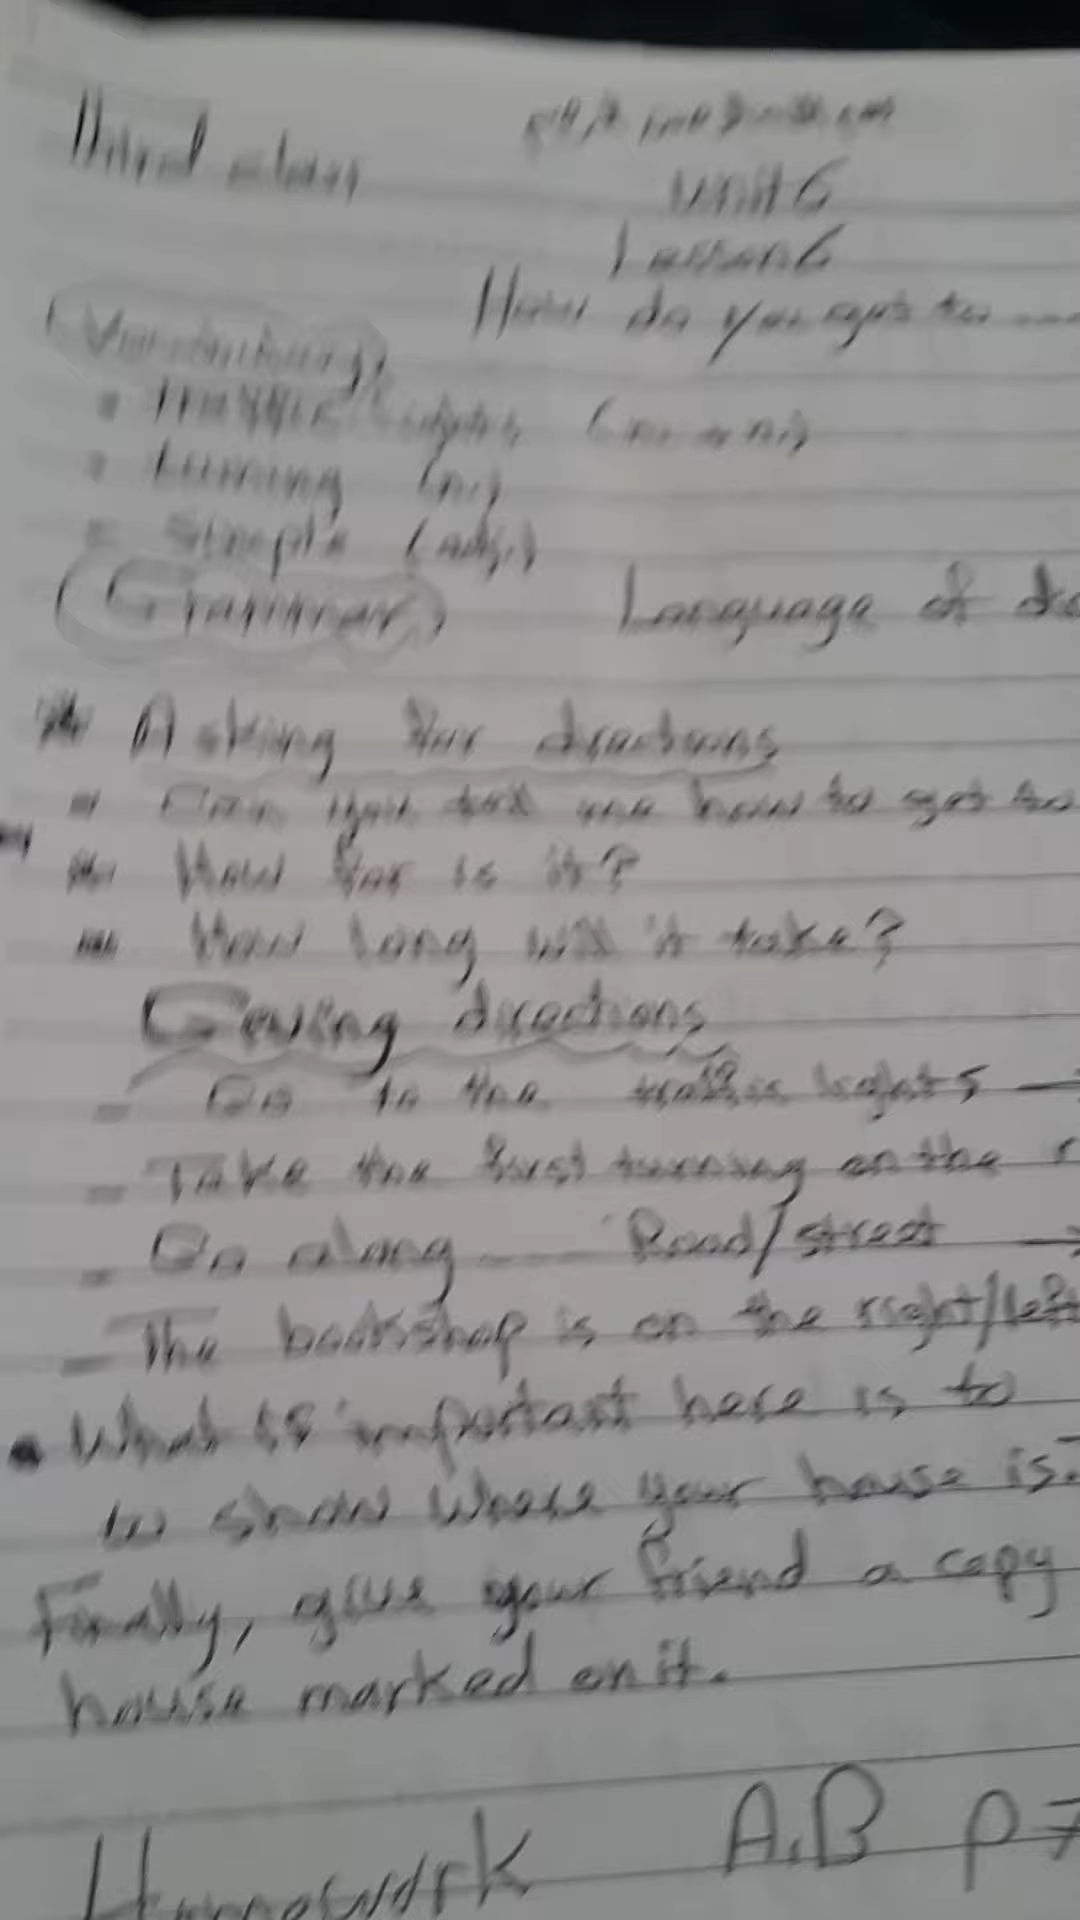 Third class
Unit 6
Lesson 6
How do you get to ......
Vocabulary
Traffic lights (n + n)
turning (n.)
Simple (adj.)
Grammar Language of
* Asking for directions
Can you tell me how to get to
How far is it?
How long will it take?
Geving directions
- Go to the traffic lights →
- Take the first turning on the
- Go along ...... Road/street →
- The bookshop is on the right/left
• What is important here is to
to show where your house is.
Finally, give your friend a copy
house marked on it.
Homework A.B P7